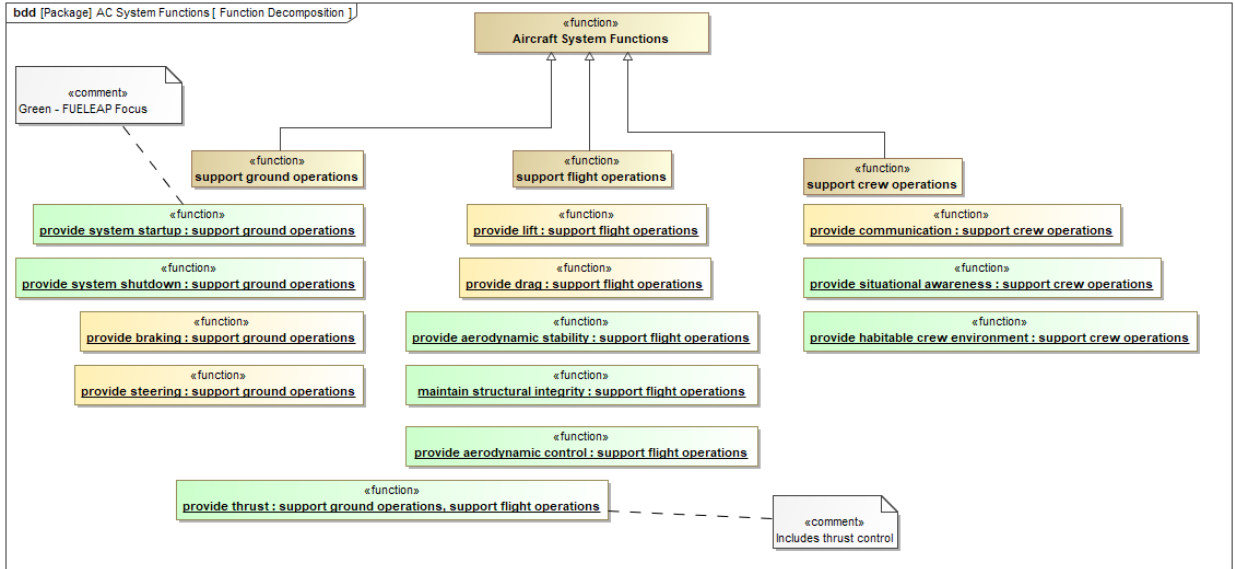 bdd [Package] AC System Functions [ Function Decomposition ]
«function»
Aircraft System Functions
«comment»
Green - FUELEAP Focus
«function»
support ground operations
«function»
support flight operations
«function»
support crew operations
«function»
provide system startup : support ground operations
«function»
provide lift : support flight operations
«function»
provide communication : support crew operations
«function»
provide system shutdown : support ground operations
«function»
provide drag : support flight operations
«function»
provide situational awareness : support crew operations
«function»
provide braking : support ground operations
«function»
provide aerodynamic stability : support flight operations
«function»
provide habitable crew environment : support crew operations
«function»
provide steering : support ground operations
«function»
maintain structural integrity : support flight operations
«function»
provide aerodynamic control : support flight operations
«function»
provide thrust : support ground operations, support flight operations
«comment»
Includes thrust control